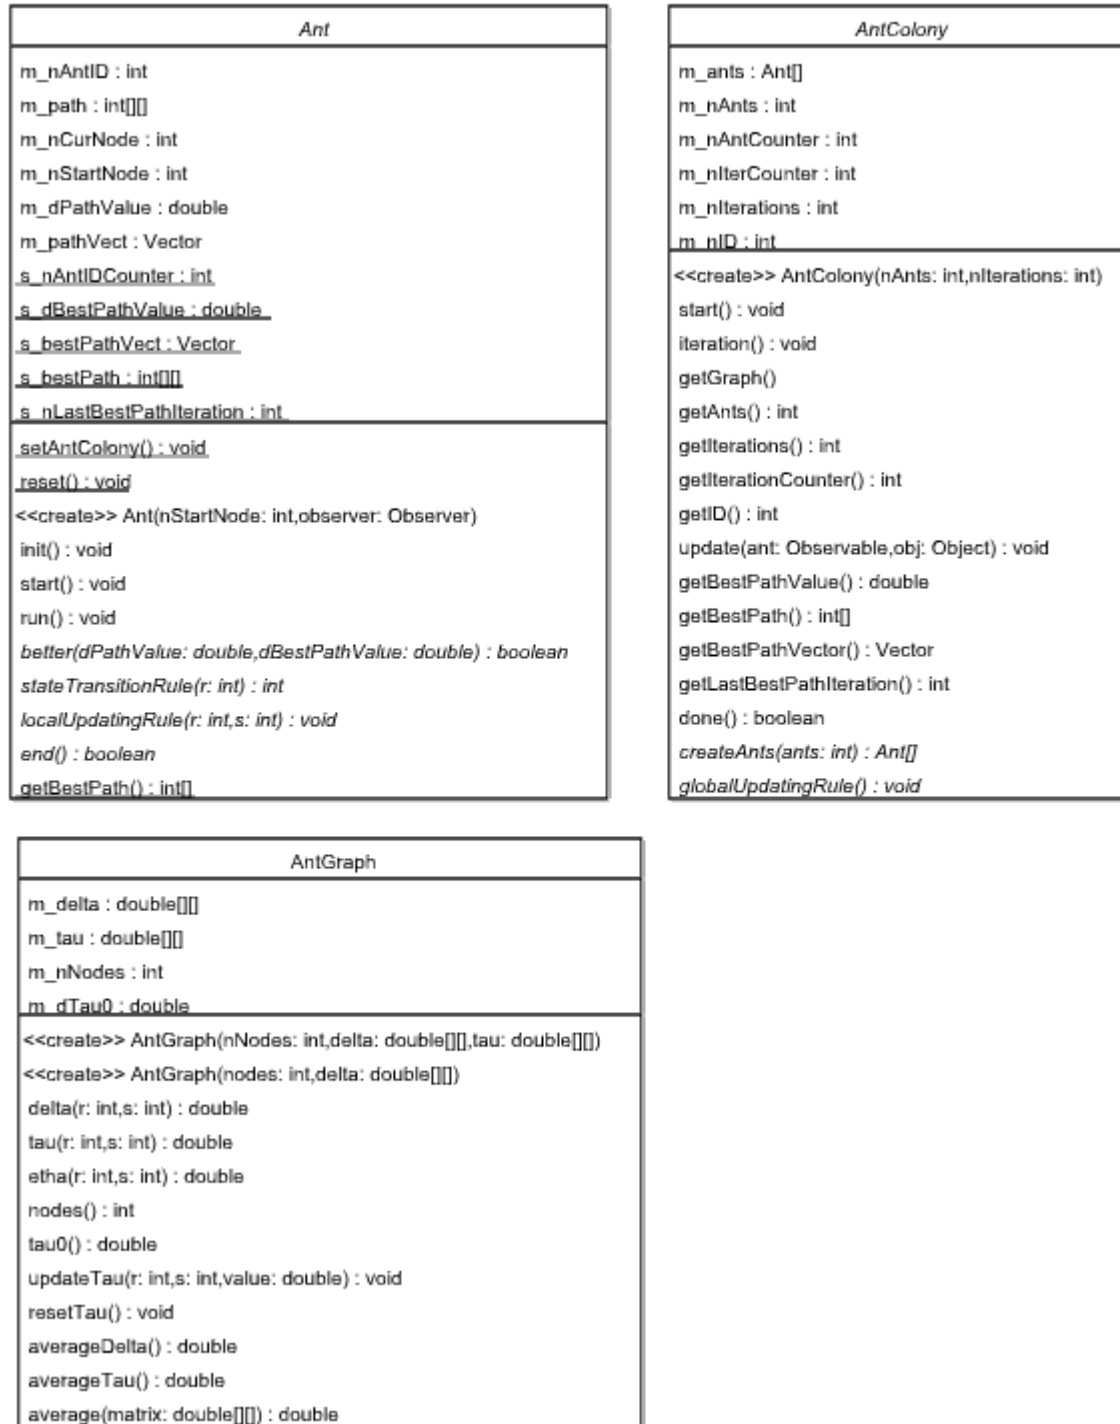 Ant
m_nAntID : int
m_path : int[][]
m_nCurNode : int
m_nStartNode : int
m_dPathValue : double
m_pathVect : Vector
s_nAntIDCounter : int
s_dBestPathValue : double
s_bestPathVect : Vector
s_bestPath : int[][]
s_nLastBestPathIteration : int
setAntColony() : void
reset() : void
<<create>> Ant(nStartNode: int,observer: Observer)
init() : void
start() : void
run() : void
better(dPathValue: double,dBestPathValue: double) : boolean
stateTransitionRule(r: int) : int
localUpdatingRule(r: int,s: int) : void
end() : boolean
getBestPath() : int[]
AntColony
m_ants : Ant[]
m_nAnts : int
m_nAntCounter : int
m_nIterCounter : int
m_nIterations : int
m_nID : int
<<create>> AntColony(nAnts: int,nIterations: int)
start() : void
iteration() : void
getGraph()
getAnts() : int
getIterations() : int
getIterationCounter() : int
getID() : int
update(ant: Observable,obj: Object) : void
getBestPathValue() : double
getBestPath() : int[]
getBestPathVector() : Vector
getLastBestPathIteration() : int
done() : boolean
createAnts(ants: int) : Ant[]
globalUpdatingRule() : void
AntGraph
m_delta : double[][]
m_tau : double[][]
m_nNodes : int
m_dTau0 : double
<<create>> AntGraph(nNodes: int,delta: double[][],tau: double[][])
<<create>> AntGraph(nodes: int,delta: double[][])
delta(r: int,s: int) : double
tau(r: int,s: int) : double
etha(r: int,s: int) : double
nodes() : int
tau0() : double
updateTau(r: int,s: int,value: double) : void
resetTau() : void
averageDelta() : double
averageTau() : double
average(matrix: double[][]) : double